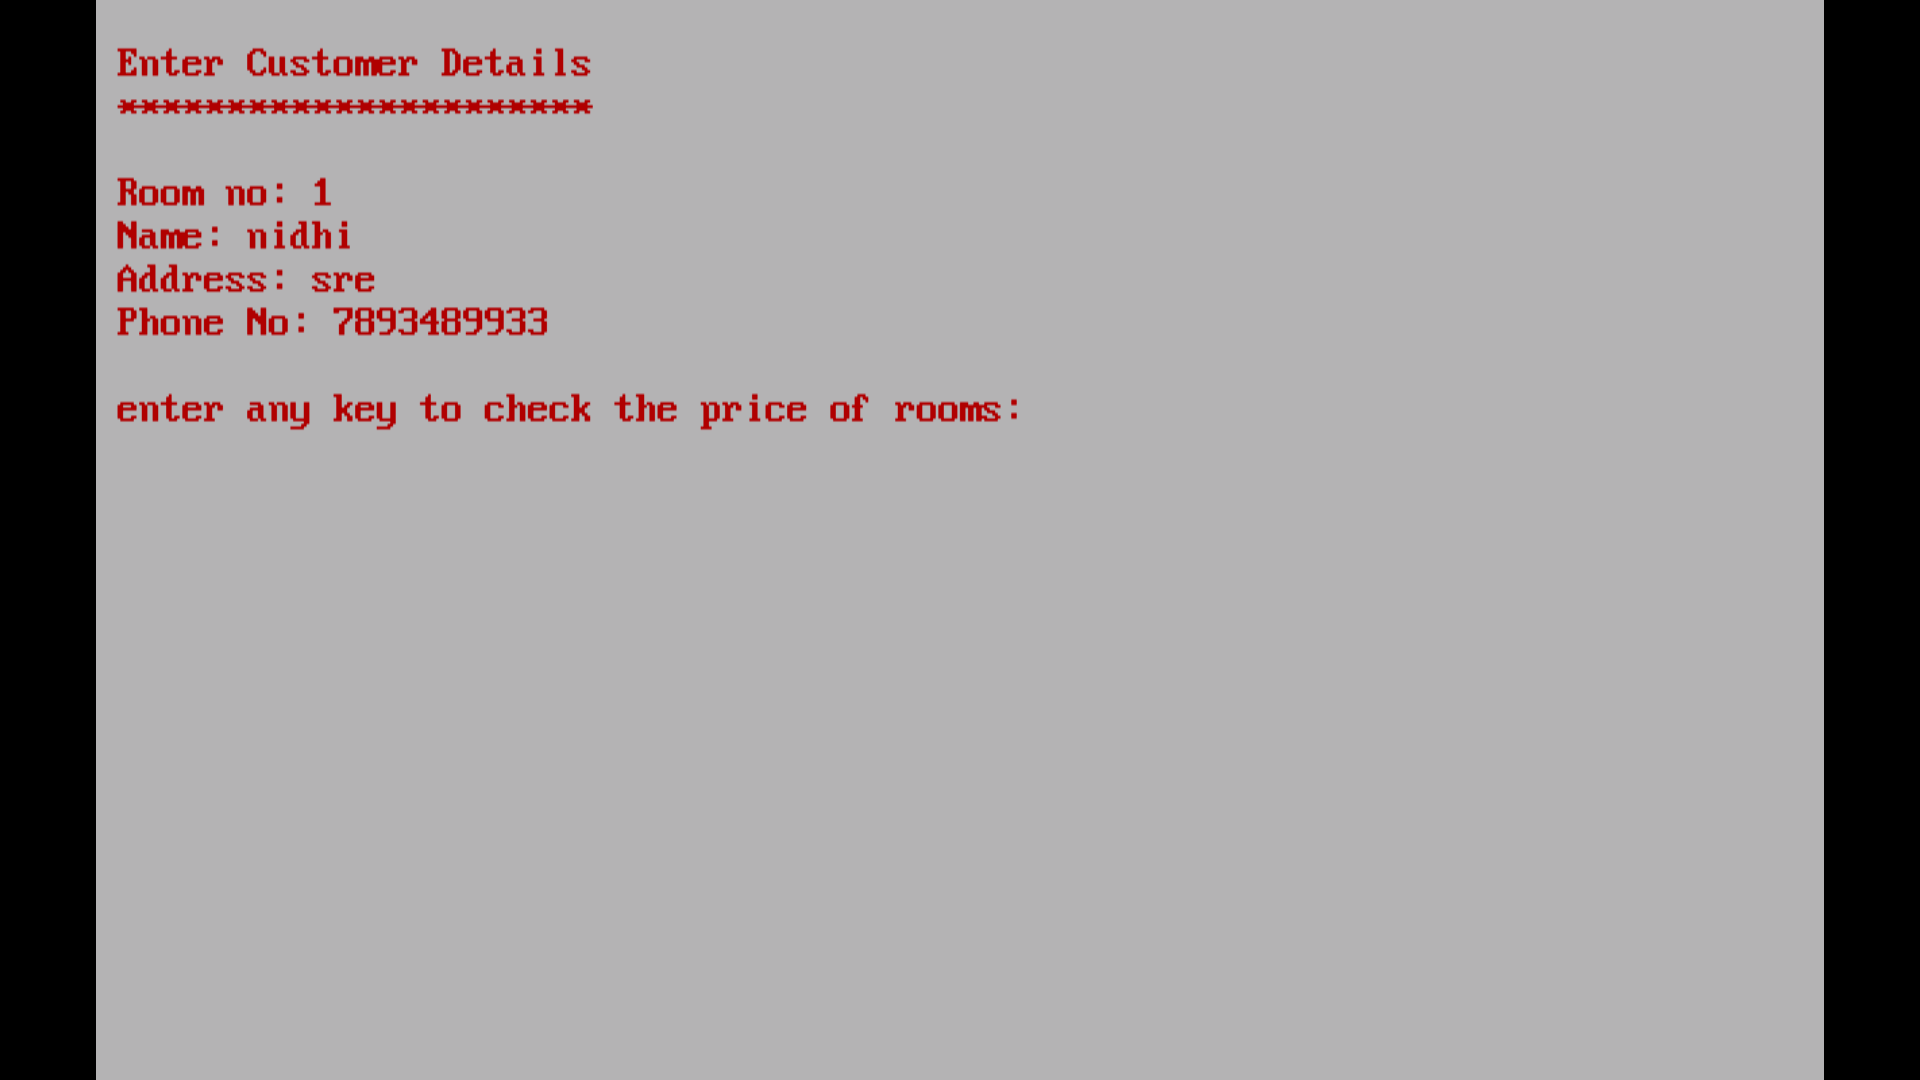 Enter Customer Details
**********************
Room no: 1
Name: nidhi
Address: sre
Phone No: 7893489933
enter any key to check the price of rooms: